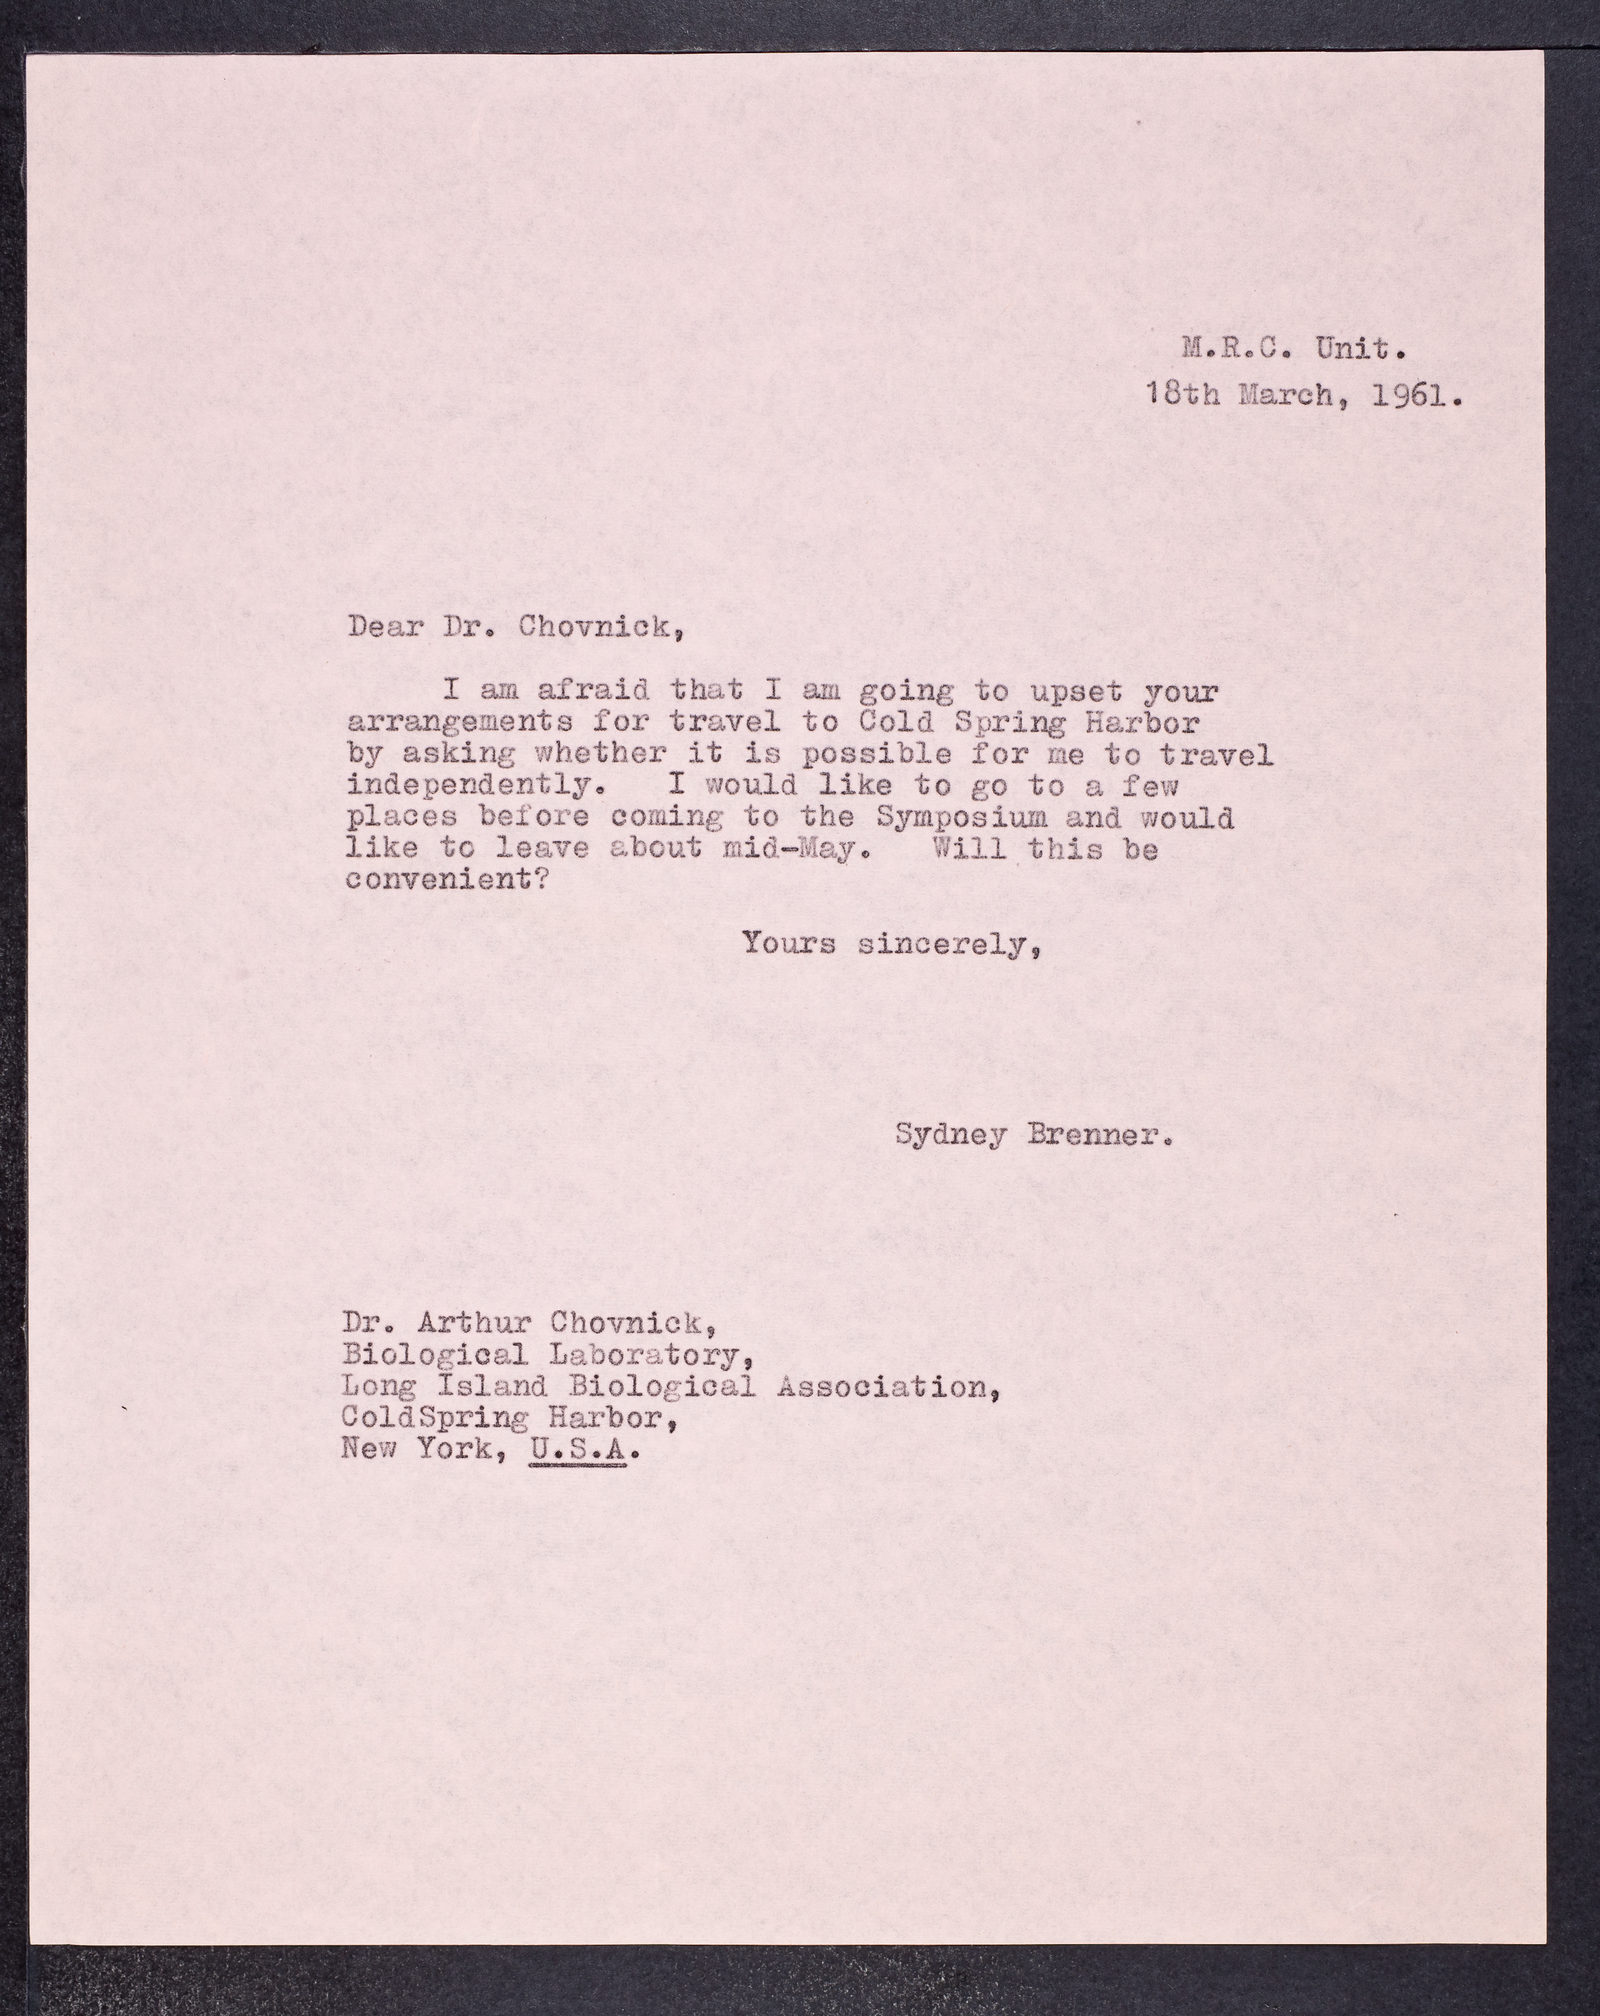 M.R.C. Unit.
18th March, 1961.
Dear Dr. Chovnick,
I am afraid that I am going to upset your
arrangements for travel to Cold Spring Harbor
by asking whether it is possible for me to travel
independently. I would like to go to a few
places before coming to the Symposium and would
like to leave about mid-May. Will this be
convenient?
Yours sincerely,
Sydney Brenner.
Dr. Arthur Chovnick,
Biological Laboratory,
Long Island Biological Association,
ColdSpring Harbor,
New York, U.S.A.